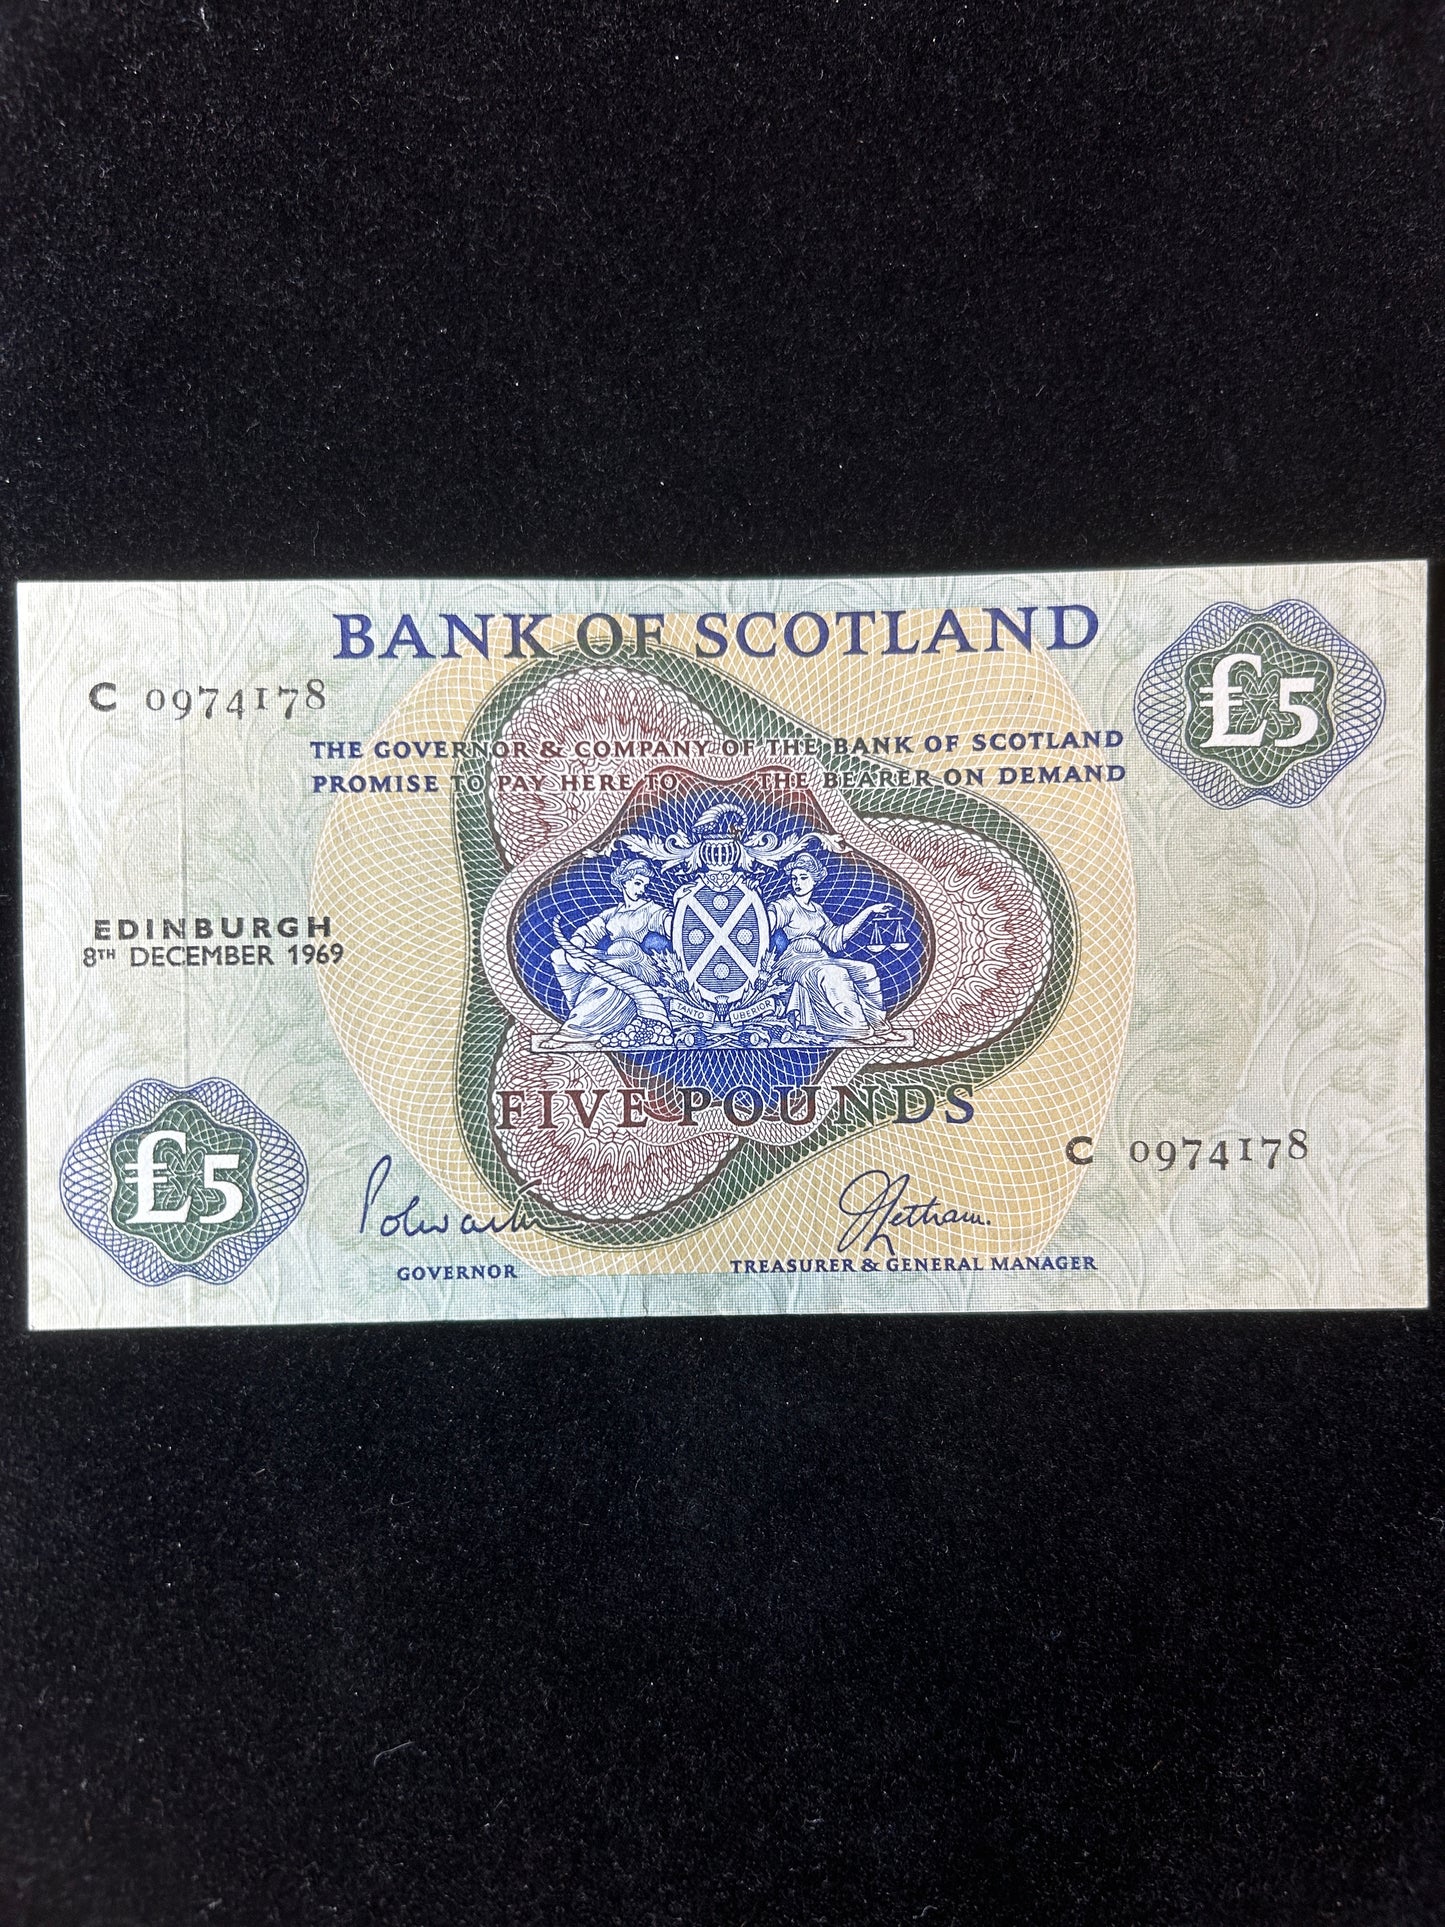 BANK OF SCOTLAND
£5
C 0974178
THE GOVERNOR & COMPANY OF THE BANK OF SCOTLAND
PROMISE TO PAY HERE TO THE BEARER ON DEMAND
EDINBURGH
8TH DECEMBER 1969
TANTO UBERIOR
FIVE POUNDS
C 0974178
£5
Polwarth
GOVERNOR
TREASURER & GENERAL MANAGER